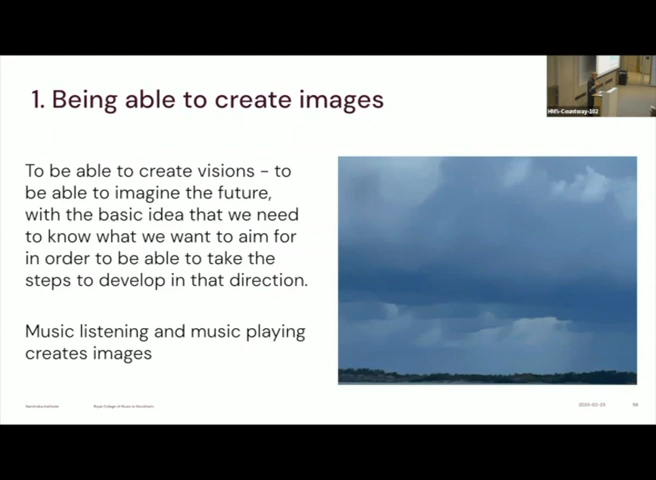 1. Being able to create images
HMS-Countway-102
To be able to create visions - to
be able to imagine the future,
with the basic idea that we need
to know what we want to aim for
in order to be able to take the
steps to develop in that direction.
Music listening and music playing
creates images
Karolinska Institutet
Royal College of Music in Stockholm